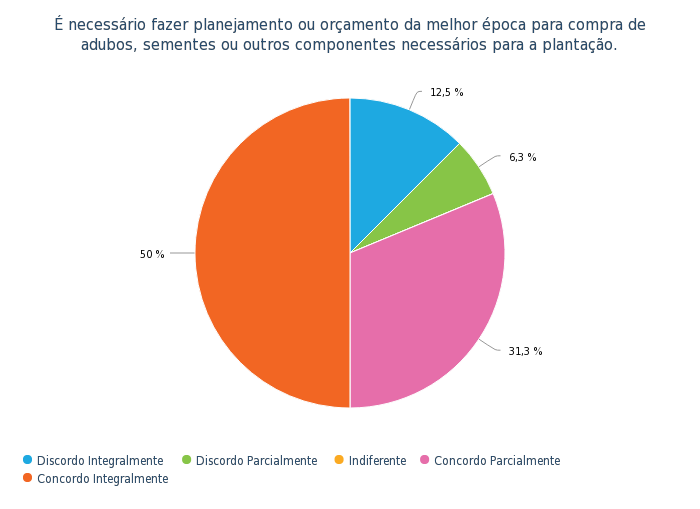 É necessário fazer planejamento ou orçamento da melhor época para compra de
adubos, sementes ou outros componentes necessários para a plantação.
12,5 %
6,3 %
50 %
31,3 %
Discordo Integralmente
Discordo Parcialmente
Indiferente
Concordo Parcialmente
Concordo Integralmente